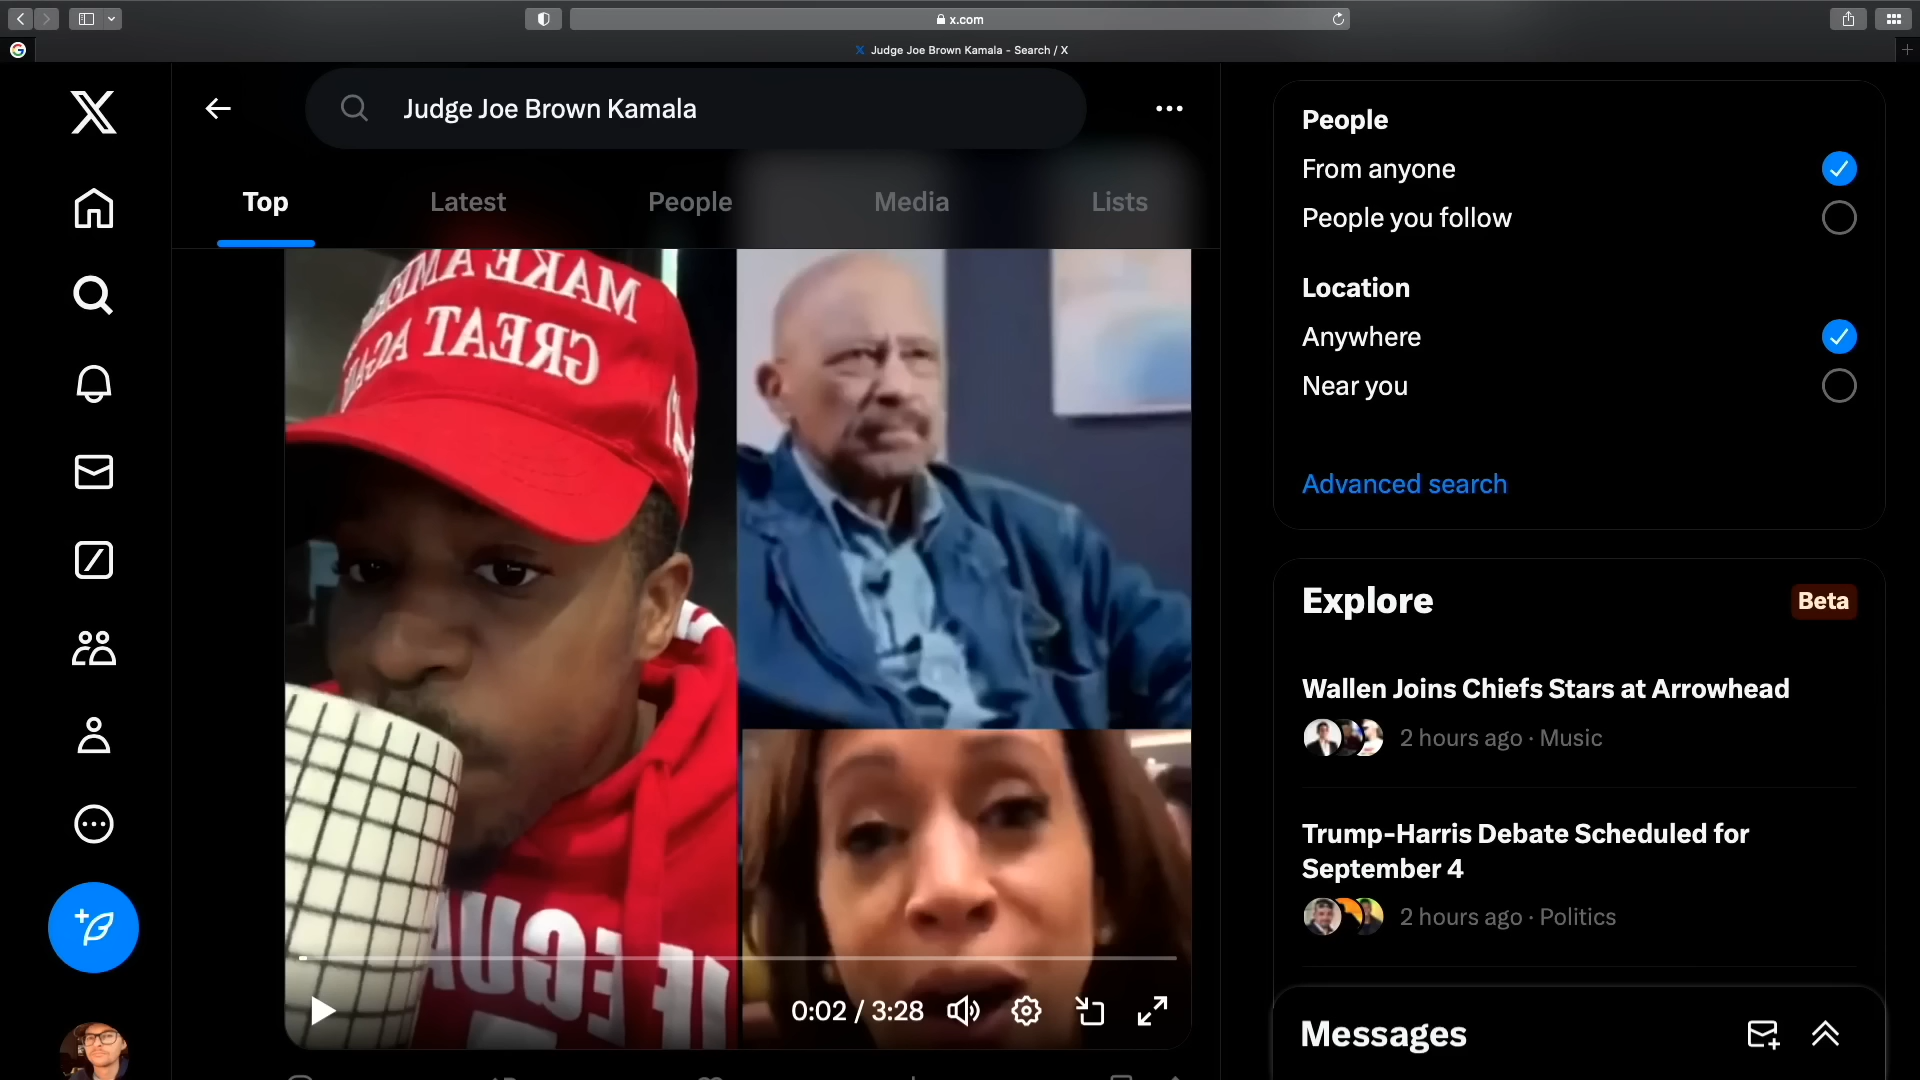 x.com
Judge Joe Brown Kamala - Search / X
Judge Joe Brown Kamala
Top
Latest
People
Media
Lists
MAKE AMERICA
GREAT AGAIN
0:02 / 3:28
People
From anyone
People you follow
Location
Anywhere
Near you
Advanced search
Explore
Beta
Wallen Joins Chiefs Stars at Arrowhead
2 hours ago · Music
Trump-Harris Debate Scheduled for
September 4
2 hours ago · Politics
Messages